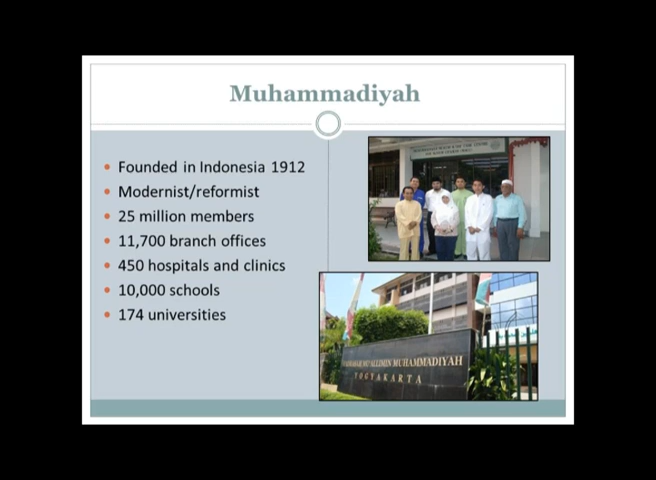 Muhammadiyah
Founded in Indonesia 1912
Modernist/reformist
25 million members
11,700 branch offices
450 hospitals and clinics
10,000 schools
174 universities
MUHAMMADIYAH
YOGYAKARTA